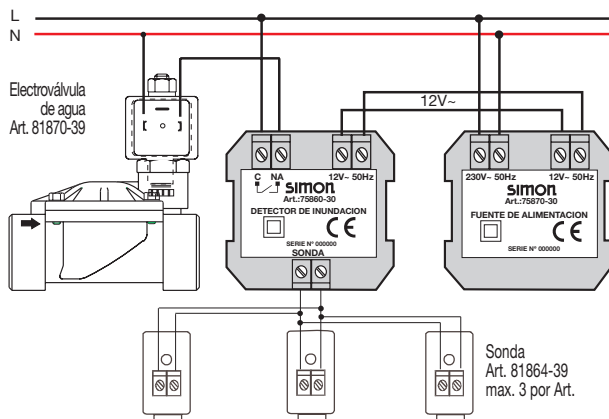 L
N
Electroválvula
de agua
Art. 81870-39
12V~
C NA
12V~ 50Hz
SIMON
Art.:75860-30
DETECTOR DE INUNDACION
CE
SERIE Nº 000000
SONDA
230V~ 50Hz
12V~ 50Hz
SIMON
Art.:75870-30
FUENTE DE ALIMENTACION
CE
SERIE Nº 000000
Sonda
Art. 81864-39
max. 3 por Art.